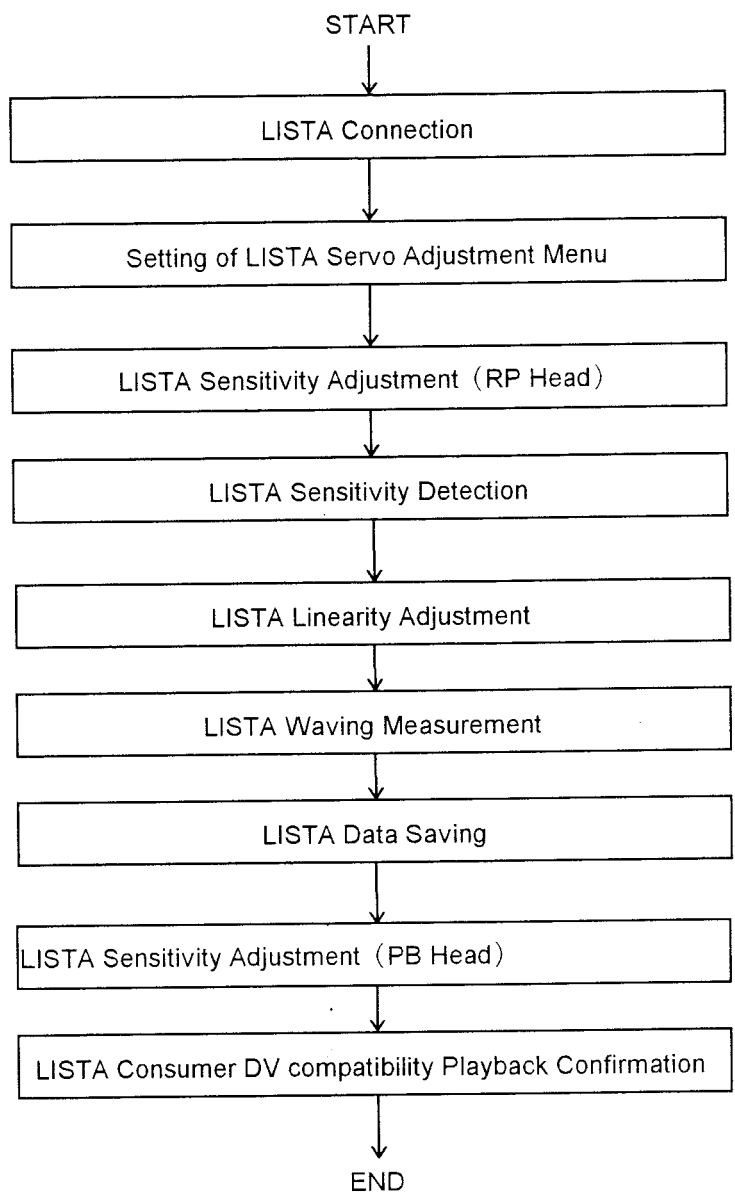 START
LISTA Connection
Setting of LISTA Servo Adjustment Menu
LISTA Sensitivity Adjustment（RP Head）
LISTA Sensitivity Detection
LISTA Linearity Adjustment
LISTA Waving Measurement
LISTA Data Saving
LISTA Sensitivity Adjustment（PB Head）
LISTA Consumer DV compatibility Playback Confirmation
END